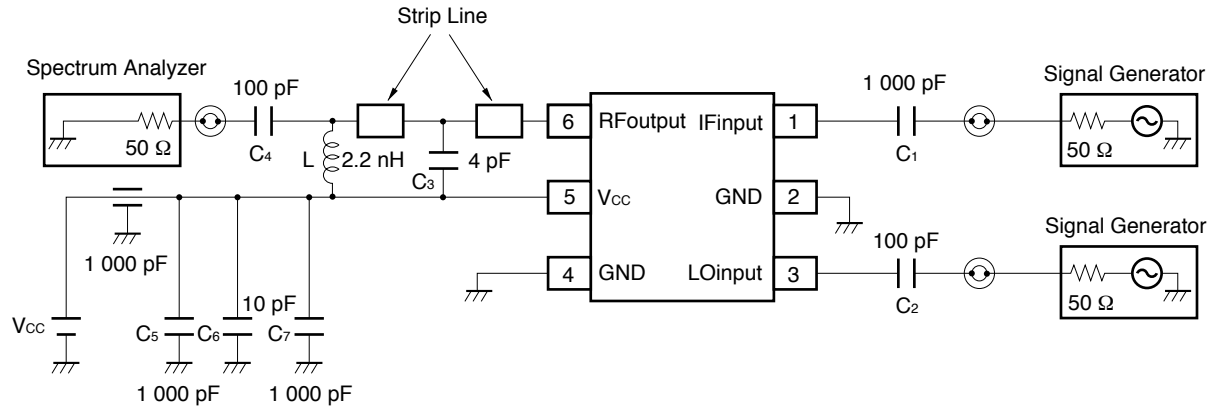 Strip Line
Spectrum Analyzer
100 pF
1 000 pF
Signal Generator
50 Ω
C4
L
2.2 nH
C3
4 pF
6
RFoutput
IFinput
1
C1
50 Ω
5
VCC
GND
2
Signal Generator
1 000 pF
4
GND
LOinput
3
100 pF
C2
50 Ω
VCC
C5
C6
10 pF
C7
1 000 pF
1 000 pF